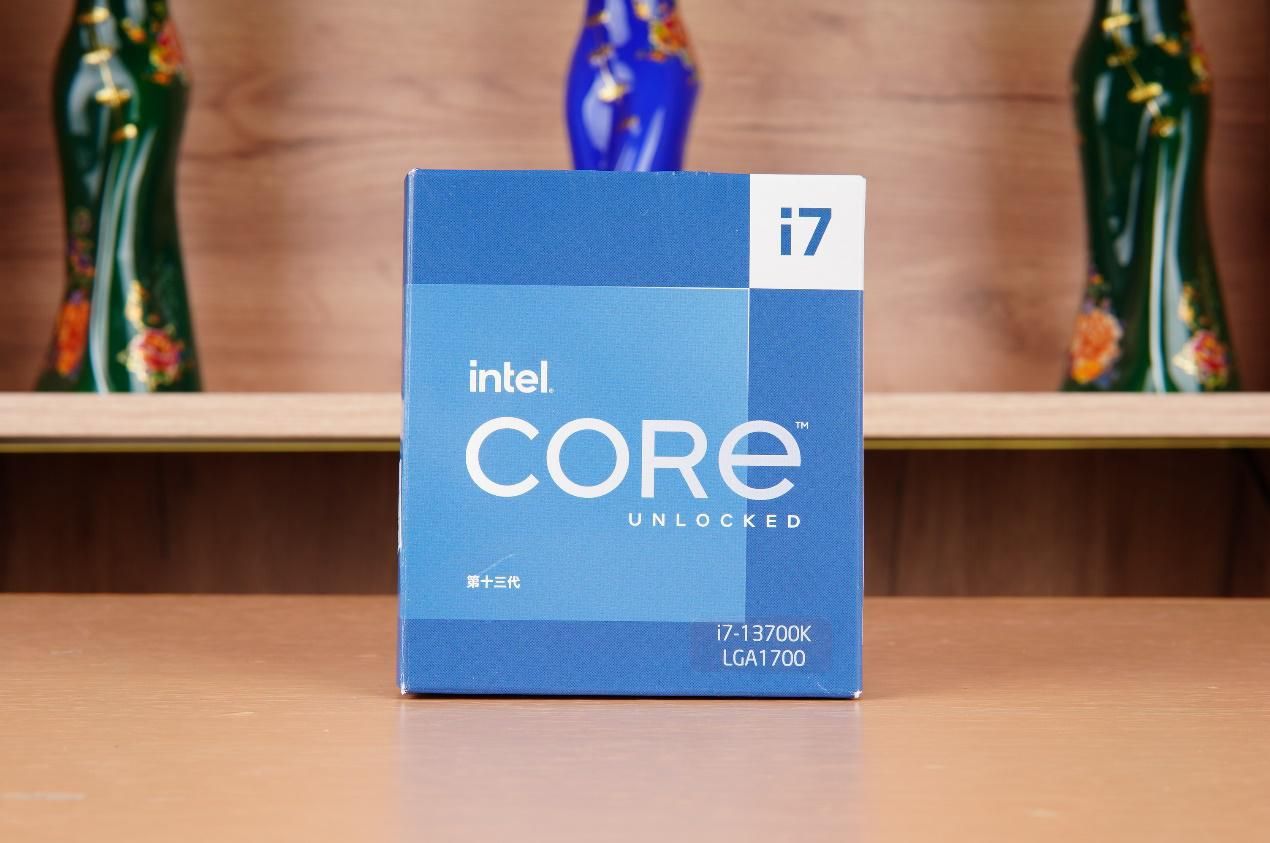 i7
intel.
CORe™
UNLOCKED
第十三代
i7-13700K
LGA1700